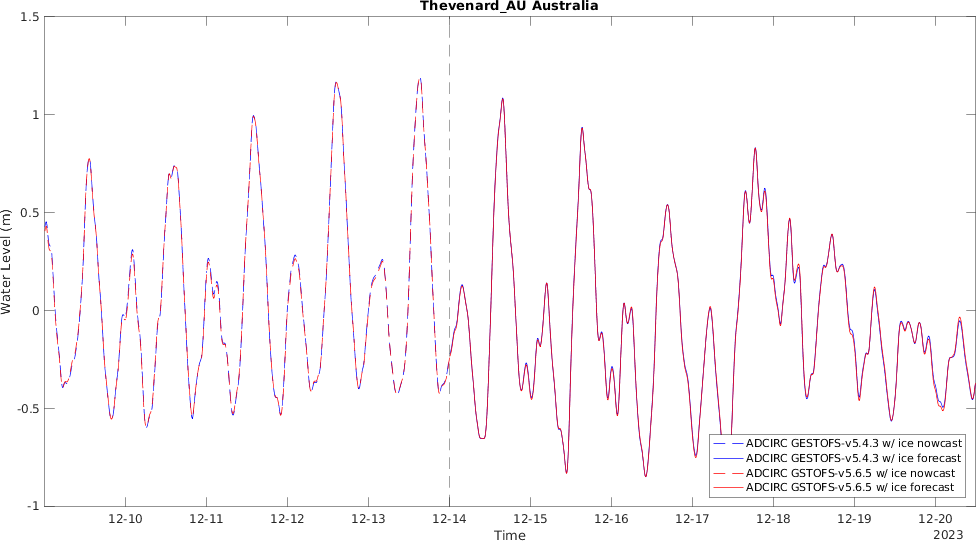 Thevenard_AU Australia
1.5
1
0.5
0
-0.5
-1
Water Level (m)
12-10 12-11 12-12 12-13 12-14 12-15 12-16 12-17 12-18 12-19 12-20
Time
2023
ADCIRC GESTOFS-v5.4.3 w/ ice nowcast
ADCIRC GESTOFS-v5.4.3 w/ ice forecast
ADCIRC GSTOFS-v5.6.5 w/ ice nowcast
ADCIRC GSTOFS-v5.6.5 w/ ice forecast